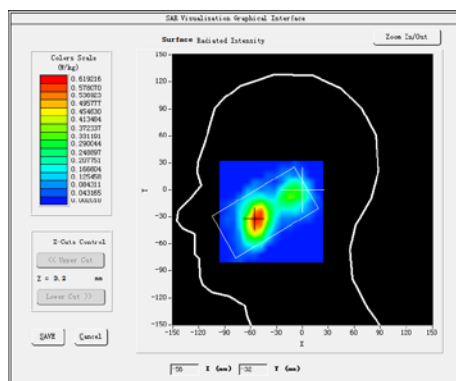 SAR Visualisation Graphical Interface
Surface Radiated Intensity
Zoom In/Out
Colors Scale
(W/kg)
0.619216
0.578070
0.536923
0.495777
0.454630
0.413484
0.372337
0.331191
0.290044
0.248897
0.207751
0.166604
0.125458
0.084311
0.043165
0.002018
150
120
90
60
30
0
-30
-60
-90
-120
-150
Y
-150 -120 -90 -60 -30 0 30 60 90 120 150
X
Z-Cuts Control
<< Upper Cut
Z = 3.2 mm
Lower Cut >>
SAVE Cancel
-56 X (mm) -32 Y (mm)